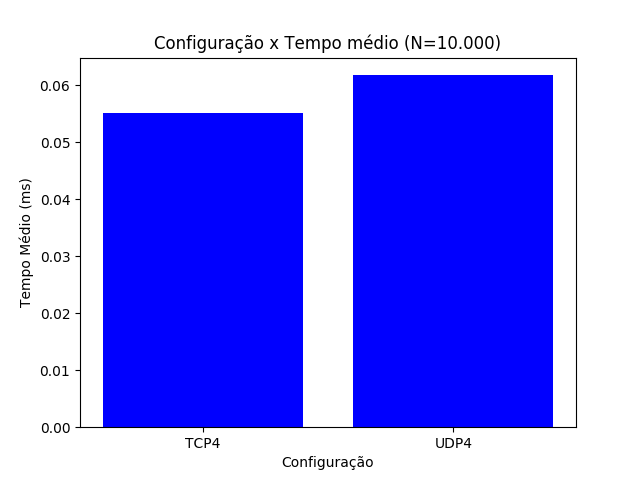 Configuração x Tempo médio (N=10.000)
Tempo Médio (ms)
0.06
0.05
0.04
0.03
0.02
0.01
0.00
TCP4
UDP4
Configuração